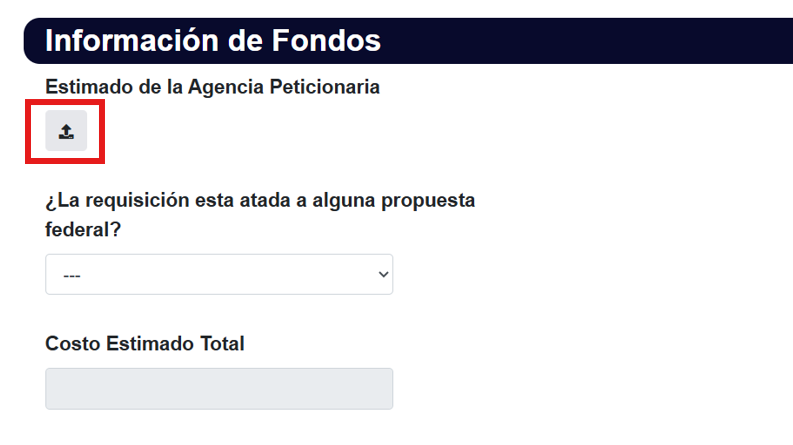 Información de Fondos
Estimado de la Agencia Peticionaria
¿La requisición esta atada a alguna propuesta
federal?
---
Costo Estimado Total